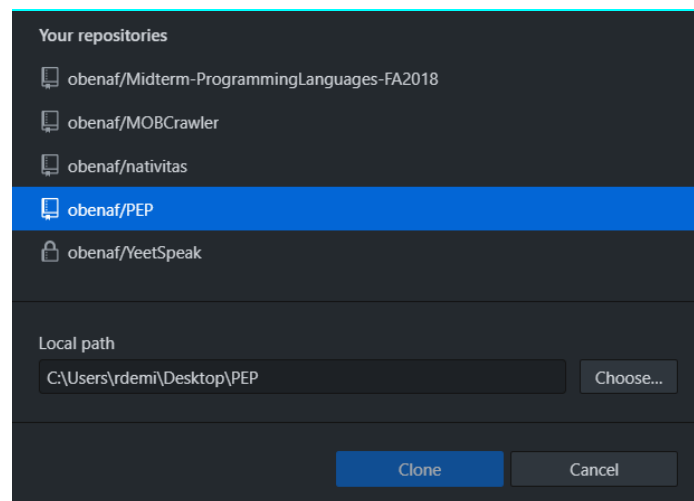 Your repositories
obenaf/Midterm-ProgrammingLanguages-FA2018
obenaf/MOBCrawler
obenaf/nativitas
obenaf/PEP
obenaf/YeetSpeak
Local path
C:\Users\rdemi\Desktop\PEP
Choose...
Clone
Cancel